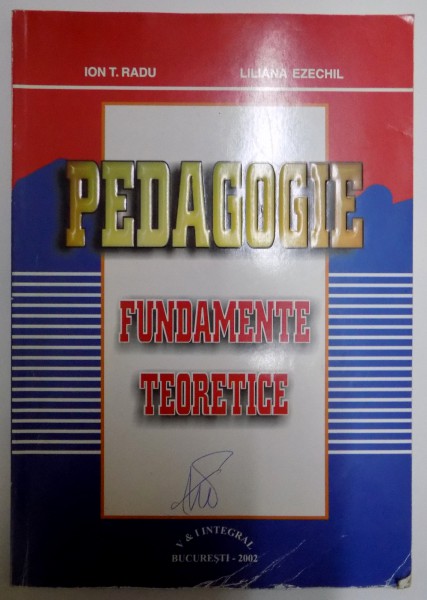 ION T. RADU LILIANA EZECHIL
PEDAGOGIE
FUNDAMENTE
TEORETICE
V & I INTEGRAL
BUCUREȘTI - 2002